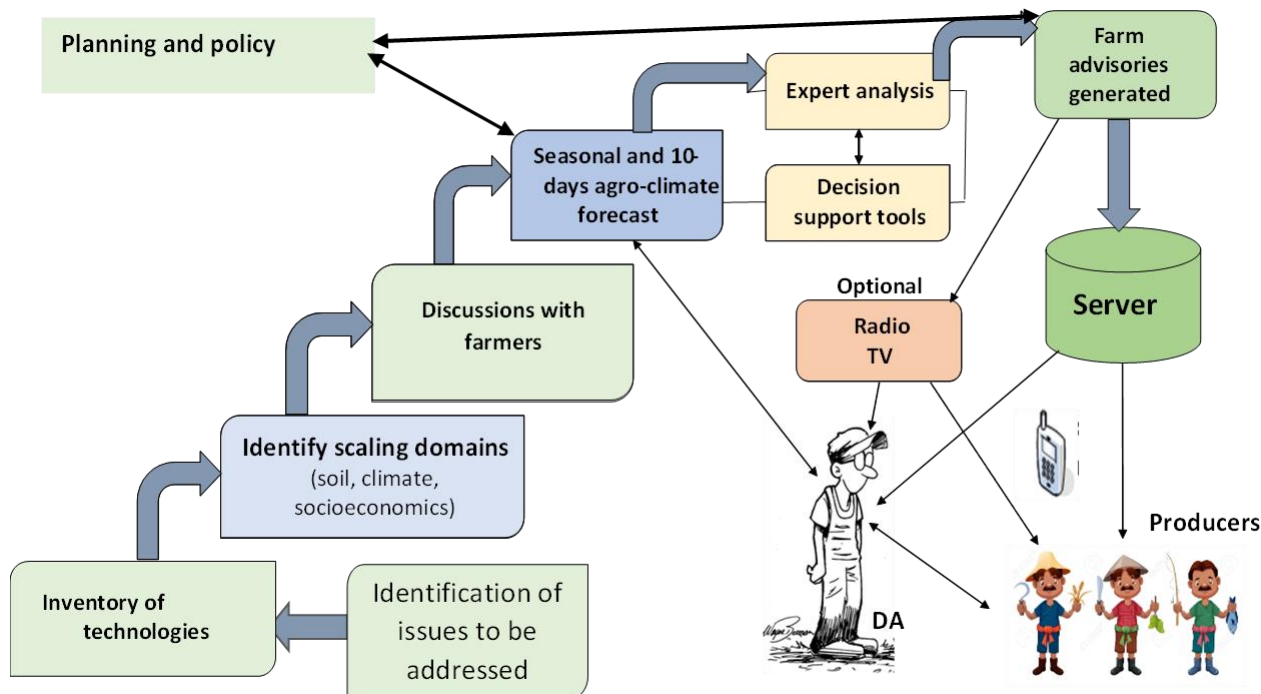 Planning and policy
Farm
advisories
generated
Expert analysis
Seasonal and 10-
days agro-climate
forecast
Decision
support tools
Optional
Radio
TV
Server
Discussions with
farmers
Identify scaling domains
(soil, climate,
socioeconomics)
Producers
Inventory of
technologies
Identification of
issues to be
addressed
DA